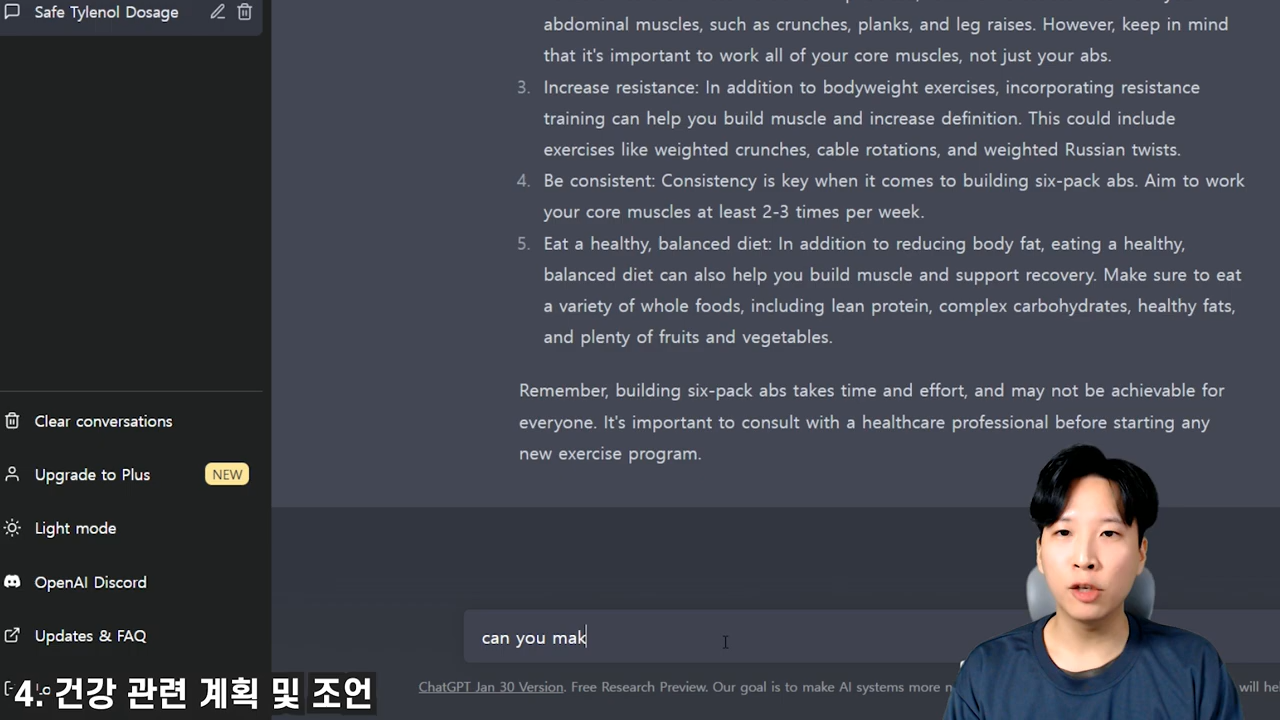 Safe Tylenol Dosage
abdominal muscles, such as crunches, planks, and leg raises. However, keep in mind
that it's important to work all of your core muscles, not just your abs.
3. Increase resistance: In addition to bodyweight exercises, incorporating resistance
training can help you build muscle and increase definition. This could include
exercises like weighted crunches, cable rotations, and weighted Russian twists.
4. Be consistent: Consistency is key when it comes to building six-pack abs. Aim to work
your core muscles at least 2-3 times per week.
5. Eat a healthy, balanced diet: In addition to reducing body fat, eating a healthy,
balanced diet can also help you build muscle and support recovery. Make sure to eat
a variety of whole foods, including lean protein, complex carbohydrates, healthy fats,
and plenty of fruits and vegetables.
Remember, building six-pack abs takes time and effort, and may not be achievable for
everyone. It's important to consult with a healthcare professional before starting any
new exercise program.
Clear conversations
Upgrade to Plus NEW
Light mode
OpenAI Discord
Updates & FAQ
can you mak
ChatGPT Jan 30 Version. Free Research Preview. Our goal is to make AI systems more n
will he
4. 건강 관련 계획 및 조언